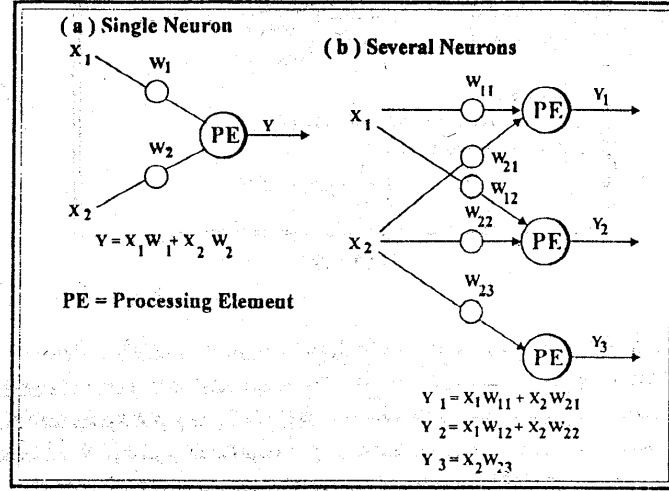 (a) Single Neuron
X1
W1
PE
Y
W2
X2
Y = X1W1 + X2 W2
PE = Processing Element
(b) Several Neurons
W11
PE
Y1
X1
W21
W12
W22
X2
PE
Y2
W23
PE
Y3
Y1 = X1W11 + X2W21
Y2 = X1W12 + X2W22
Y3 = X2W23